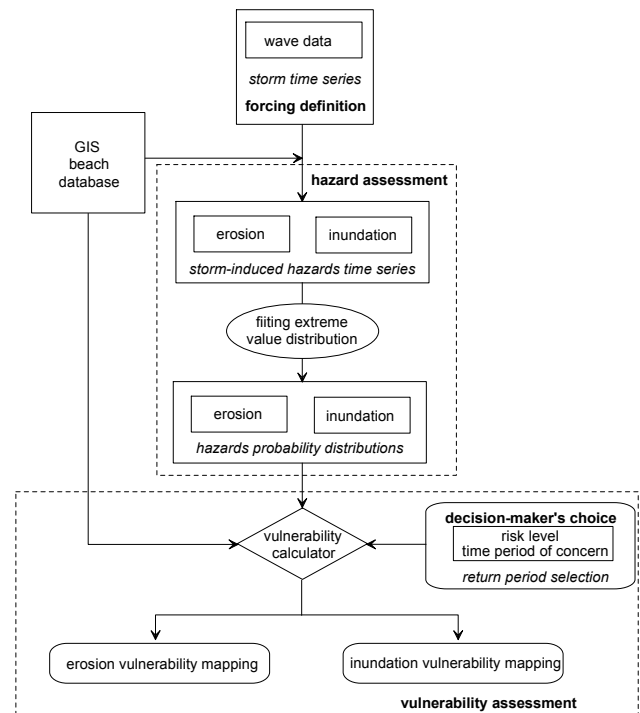 wave data
storm time series
forcing definition
GIS
beach
database
hazard assessment
erosion
inundation
storm-induced hazards time series
fiiting extreme
value distribution
erosion
inundation
hazards probability distributions
vulnerability
calculator
decision-maker's choice
risk level
time period of concern
return period selection
erosion vulnerability mapping
inundation vulnerability mapping
vulnerability assessment